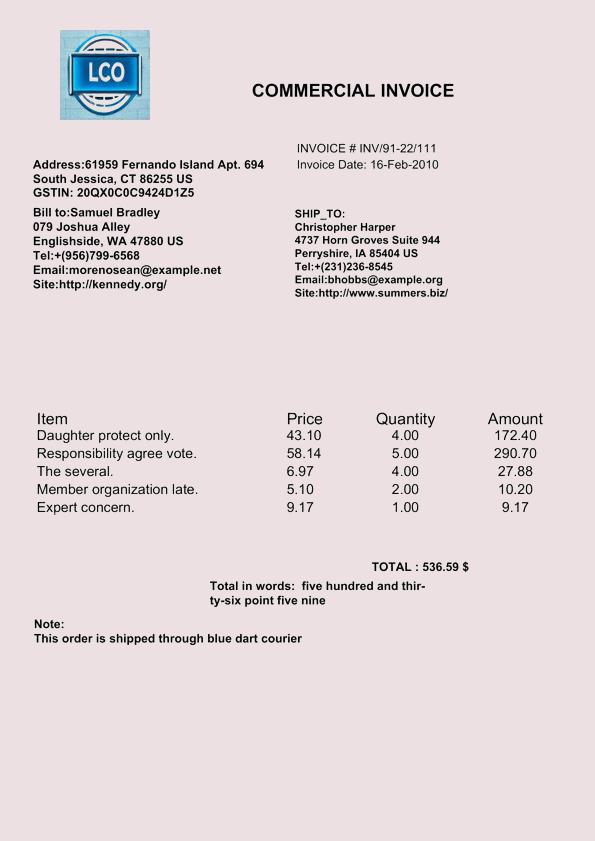 LCO
COMMERCIAL INVOICE
INVOICE # INV/91-22/111
Invoice Date: 16-Feb-2010
Address:61959 Fernando Island Apt. 694
South Jessica, CT 86255 US
GSTIN: 20QX0C0C9424D1Z5
Bill to:Samuel Bradley
079 Joshua Alley
Englishside, WA 47880 US
Tel:+(956)799-6568
Email:morenosean@example.net
Site:http://kennedy.org/
SHIP_TO:
Christopher Harper
4737 Horn Groves Suite 944
Perryshire, IA 85404 US
Tel:+(231)236-8545
Email:bhobbs@example.org
Site:http://www.summers.biz/
Item Price Quantity Amount
Daughter protect only. 43.10 4.00 172.40
Responsibility agree vote. 58.14 5.00 290.70
The several. 6.97 4.00 27.88
Member organization late. 5.10 2.00 10.20
Expert concern. 9.17 1.00 9.17
TOTAL : 536.59 $
Total in words: five hundred and thir-
ty-six point five nine
Note:
This order is shipped through blue dart courier